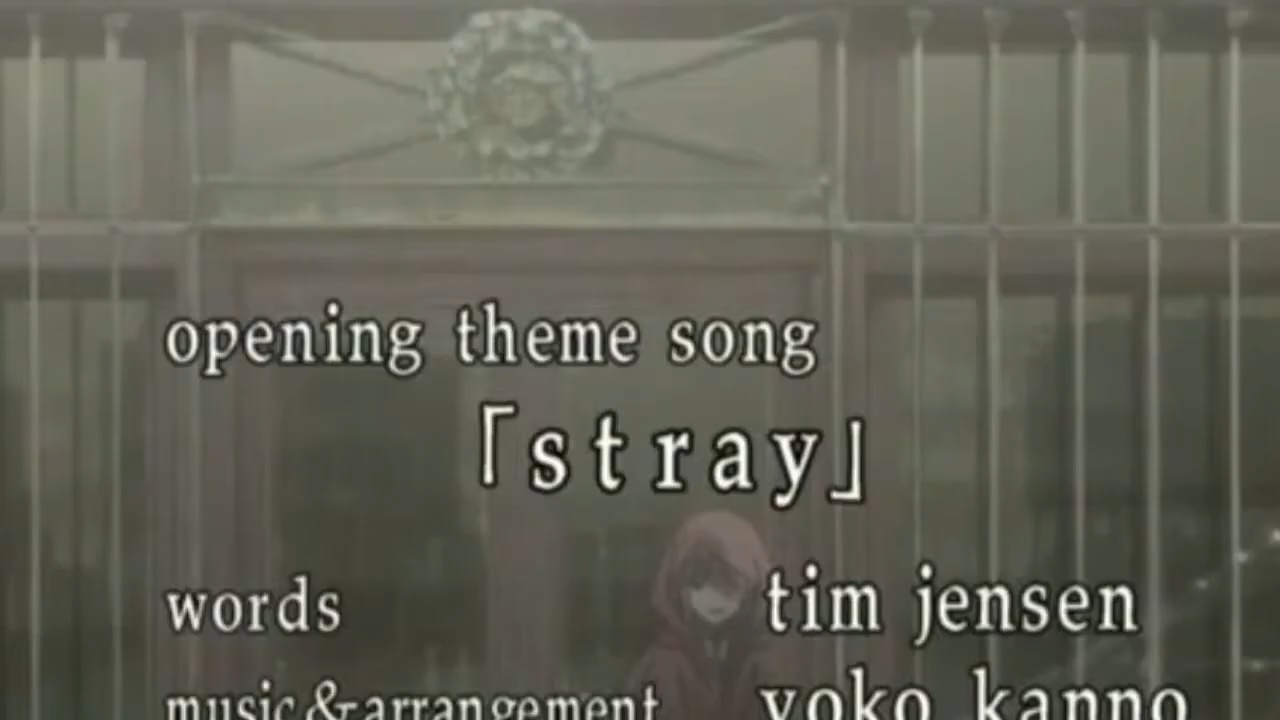 opening theme song
「stray」
words tim jensen
music&arrangement yoko kanno